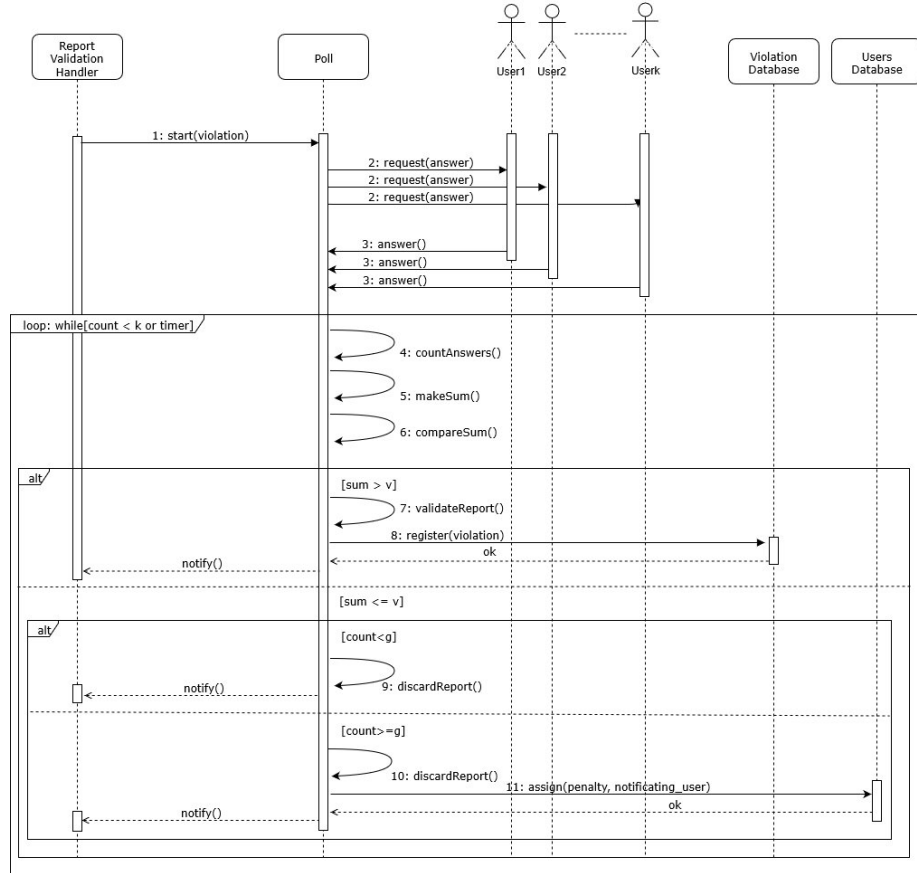 Report
Validation
Handler
Poll
User1
User2
Userk
Violation
Database
Users
Database
1: start(violation)
2: request(answer)
2: request(answer)
2: request(answer)
3: answer()
3: answer()
3: answer()
loop: while[count < k or timer]
4: countAnswers()
5: makeSum()
6: compareSum()
alt
[sum > v]
7: validateReport()
8: register(violation)
ok
notify()
[sum <= v]
alt
[count<g]
notify()
9: discardReport()
[count>=g]
10: discardReport()
11: assign(penalty, notificating_user)
ok
notify()